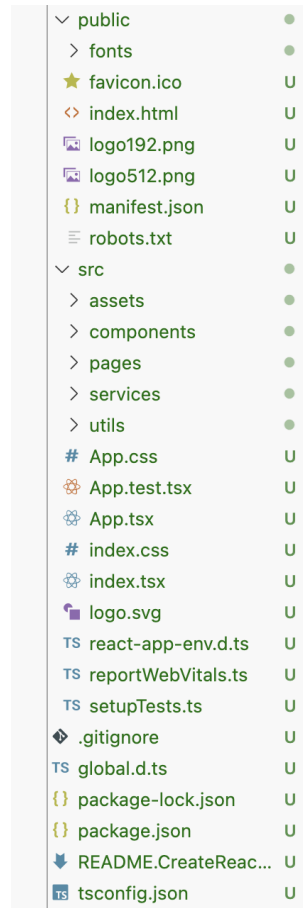 public
fonts
favicon.ico U
index.html U
logo192.png U
logo512.png U
manifest.json U
robots.txt U
src
assets
components
pages
services
utils
App.css U
App.test.tsx U
App.tsx U
index.css U
index.tsx U
logo.svg U
TS react-app-env.d.ts U
TS reportWebVitals.ts U
TS setupTests.ts U
.gitignore U
TS global.d.ts U
package-lock.json U
package.json U
README.CreateReac... U
TS tsconfig.json U